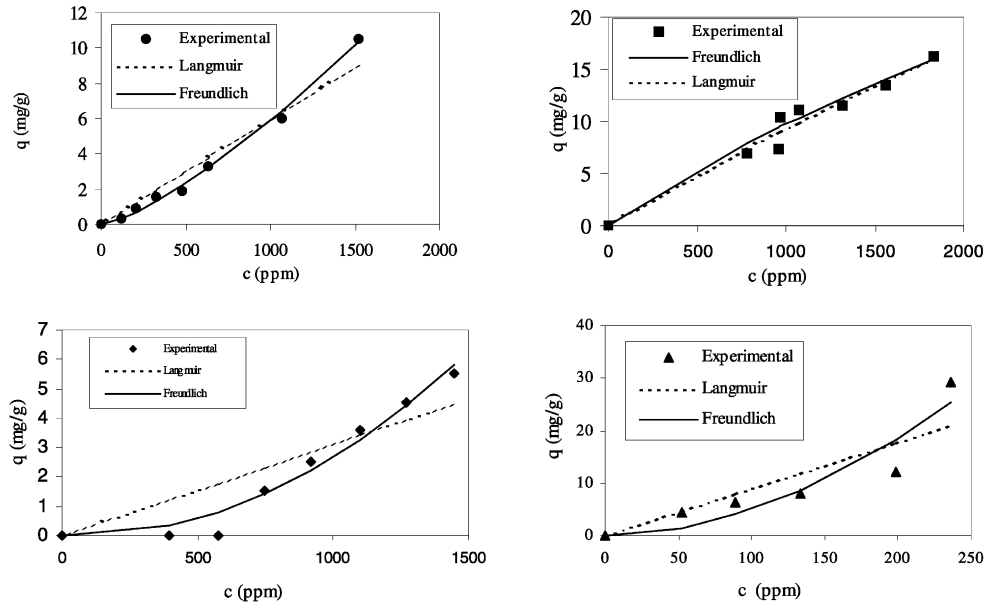 12
10
8
6
4
2
0
q (mg/g)
Experimental
Langmuir
Freundlich
0 500 1000 1500 2000
c (ppm)
20
15
10
5
0
q (mg/g)
Experimental
Freundlich
Langmuir
0 500 1000 1500 2000
c (ppm)
7
6
5
4
3
2
1
0
q (mg/g)
Experimental
Langmuir
Freundlich
0 500 1000 1500
c (ppm)
40
30
20
10
0
q (mg/g)
Experimental
Langmuir
Freundlich
0 50 100 150 200 250
c (ppm)